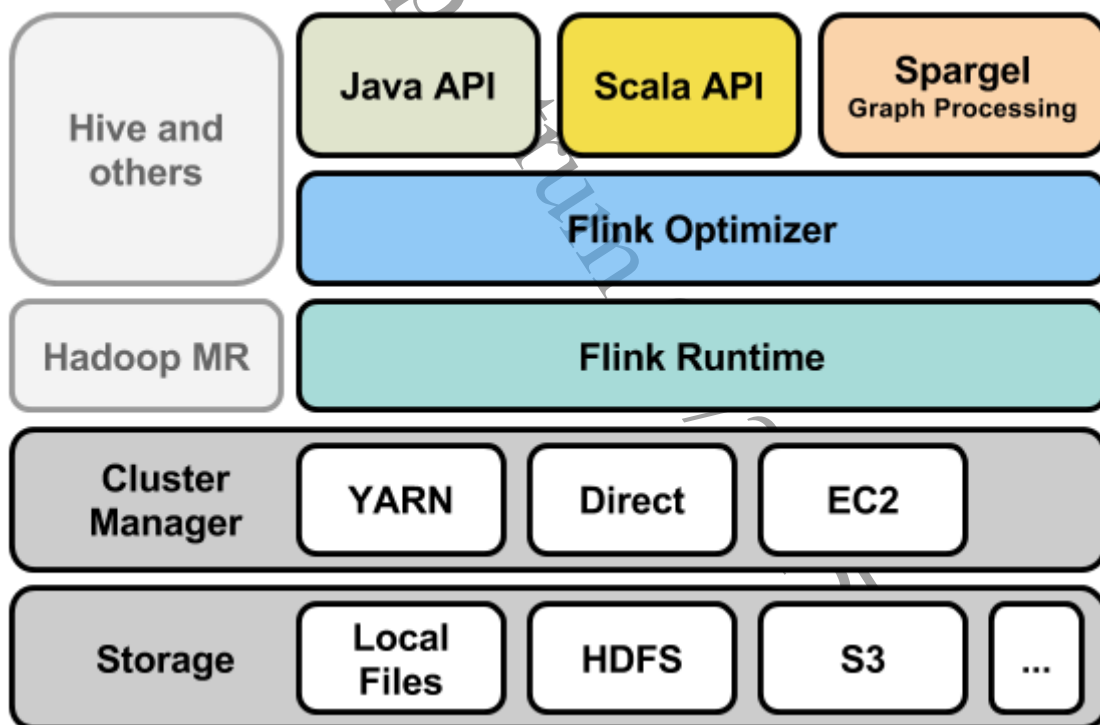 Hive and
others
Java API
Scala API
Spargel
Graph Processing
Flink Optimizer
Hadoop MR
Flink Runtime
Cluster
Manager
YARN
Direct
EC2
Storage
Local
Files
HDFS
S3
...